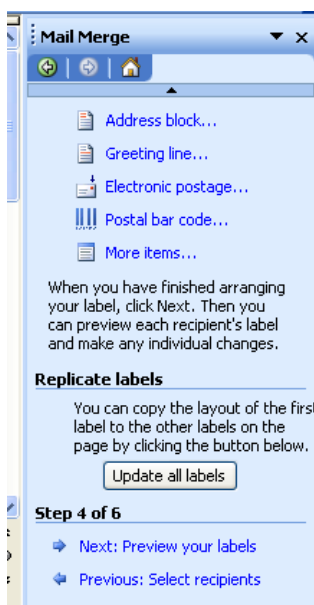 Mail Merge
Address block...
Greeting line...
Electronic postage...
Postal bar code...
More items...
When you have finished arranging
your label, click Next. Then you
can preview each recipient's label
and make any individual changes.
Replicate labels
You can copy the layout of the first
label to the other labels on the
page by clicking the button below.
Update all labels
Step 4 of 6
Next: Preview your labels
Previous: Select recipients